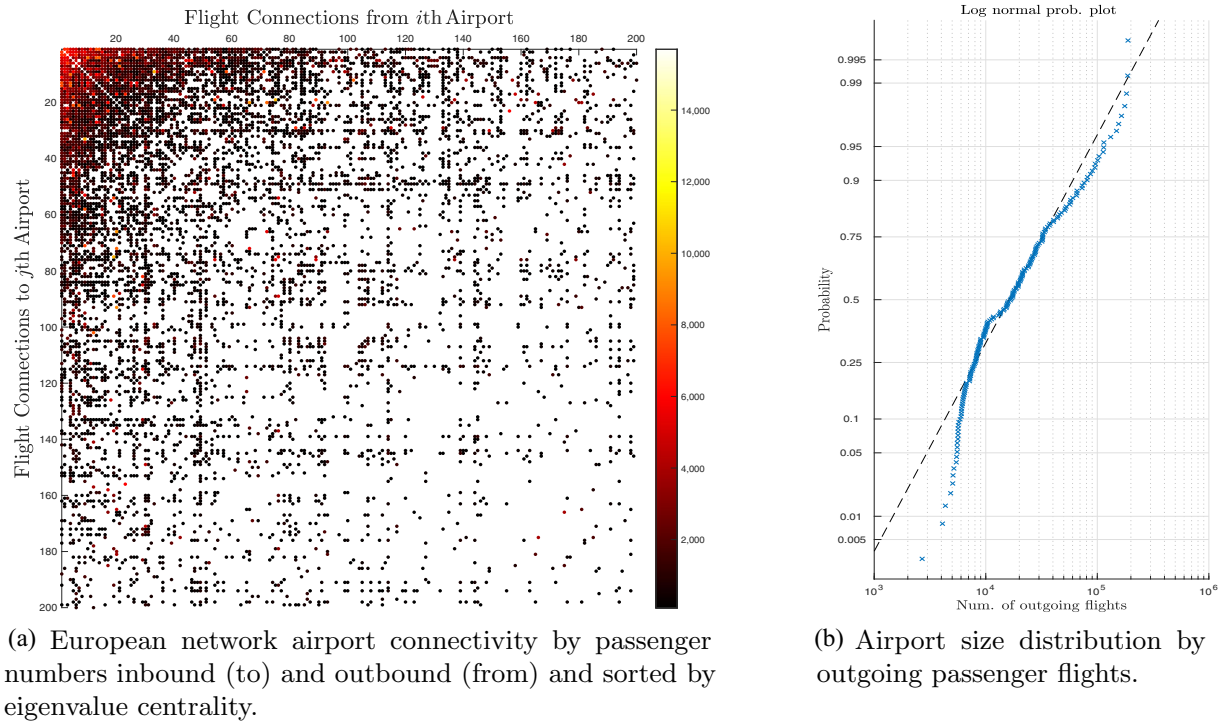 Flight Connections from ith Airport
20 40 60 80 100 120 140 160 180 200
Flight Connections to jth Airport
20
40
60
80
100
120
140
160
180
200
14,000
12,000
10,000
8,000
6,000
4,000
2,000
(a) European network airport connectivity by passenger
numbers inbound (to) and outbound (from) and sorted by
eigenvalue centrality.
Log normal prob. plot
Probability
0.995
0.99
0.95
0.9
0.75
0.5
0.25
0.1
0.05
0.01
0.005
10³ 10⁴ 10⁵ 10⁶
Num. of outgoing flights
(b) Airport size distribution by
outgoing passenger flights.